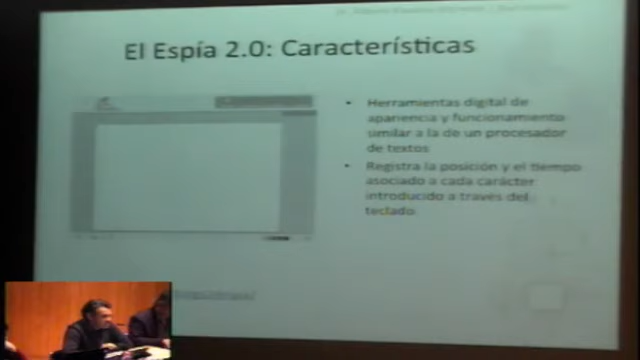 El Espía 2.0: Características
• Herramientas digital de
apariencia y funcionamiento
similar a la de un procesador
de textos
• Registra la posición y el tiempo
asociado a cada carácter
introducido a través del
teclado